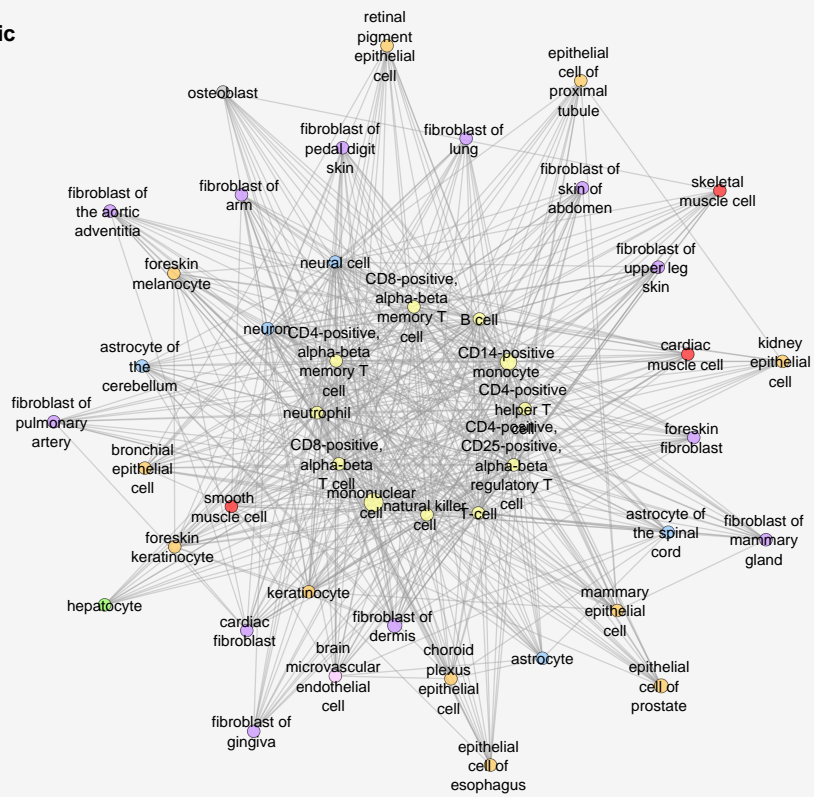 ic
retinal
pigment
epithelial
cell
epithelial
cell of
proximal
tubule
osteoblast
fibroblast of
pedal digit
skin
fibroblast of
lung
fibroblast of
skin of
abdomen
skeletal
muscle cell
fibroblast of
the aortic
adventitia
fibroblast of
arm
foreskin
melanocyte
neural cell
fibroblast of
upper leg
skin
CD8-positive,
alpha-beta
memory T
cell
B cell
neuron
CD4-positive,
alpha-beta
memory T
cell
CD14-positive
monocyte
cardiac
muscle cell
kidney
epithelial
cell
astrocyte of
the
cerebellum
CD4-positive
helper T
cell
neutrophil
fibroblast of
pulmonary
artery
CD4-positive,
CD25-positive,
alpha-beta
regulatory T
cell
foreskin
fibroblast
bronchial
epithelial
cell
CD8-positive,
alpha-beta
T cell
mononuclear
cell
natural killer
cell
T-cell
smooth
muscle cell
astrocyte of
the spinal
cord
fibroblast of
mammary
gland
foreskin
keratinocyte
hepatocyte
keratinocyte
mammary
epithelial
cell
cardiac
fibroblast
fibroblast of
dermis
brain
microvascular
endothelial
cell
choroid
plexus
epithelial
cell
astrocyte
epithelial
cell of
prostate
fibroblast of
gingiva
epithelial
cell of
esophagus